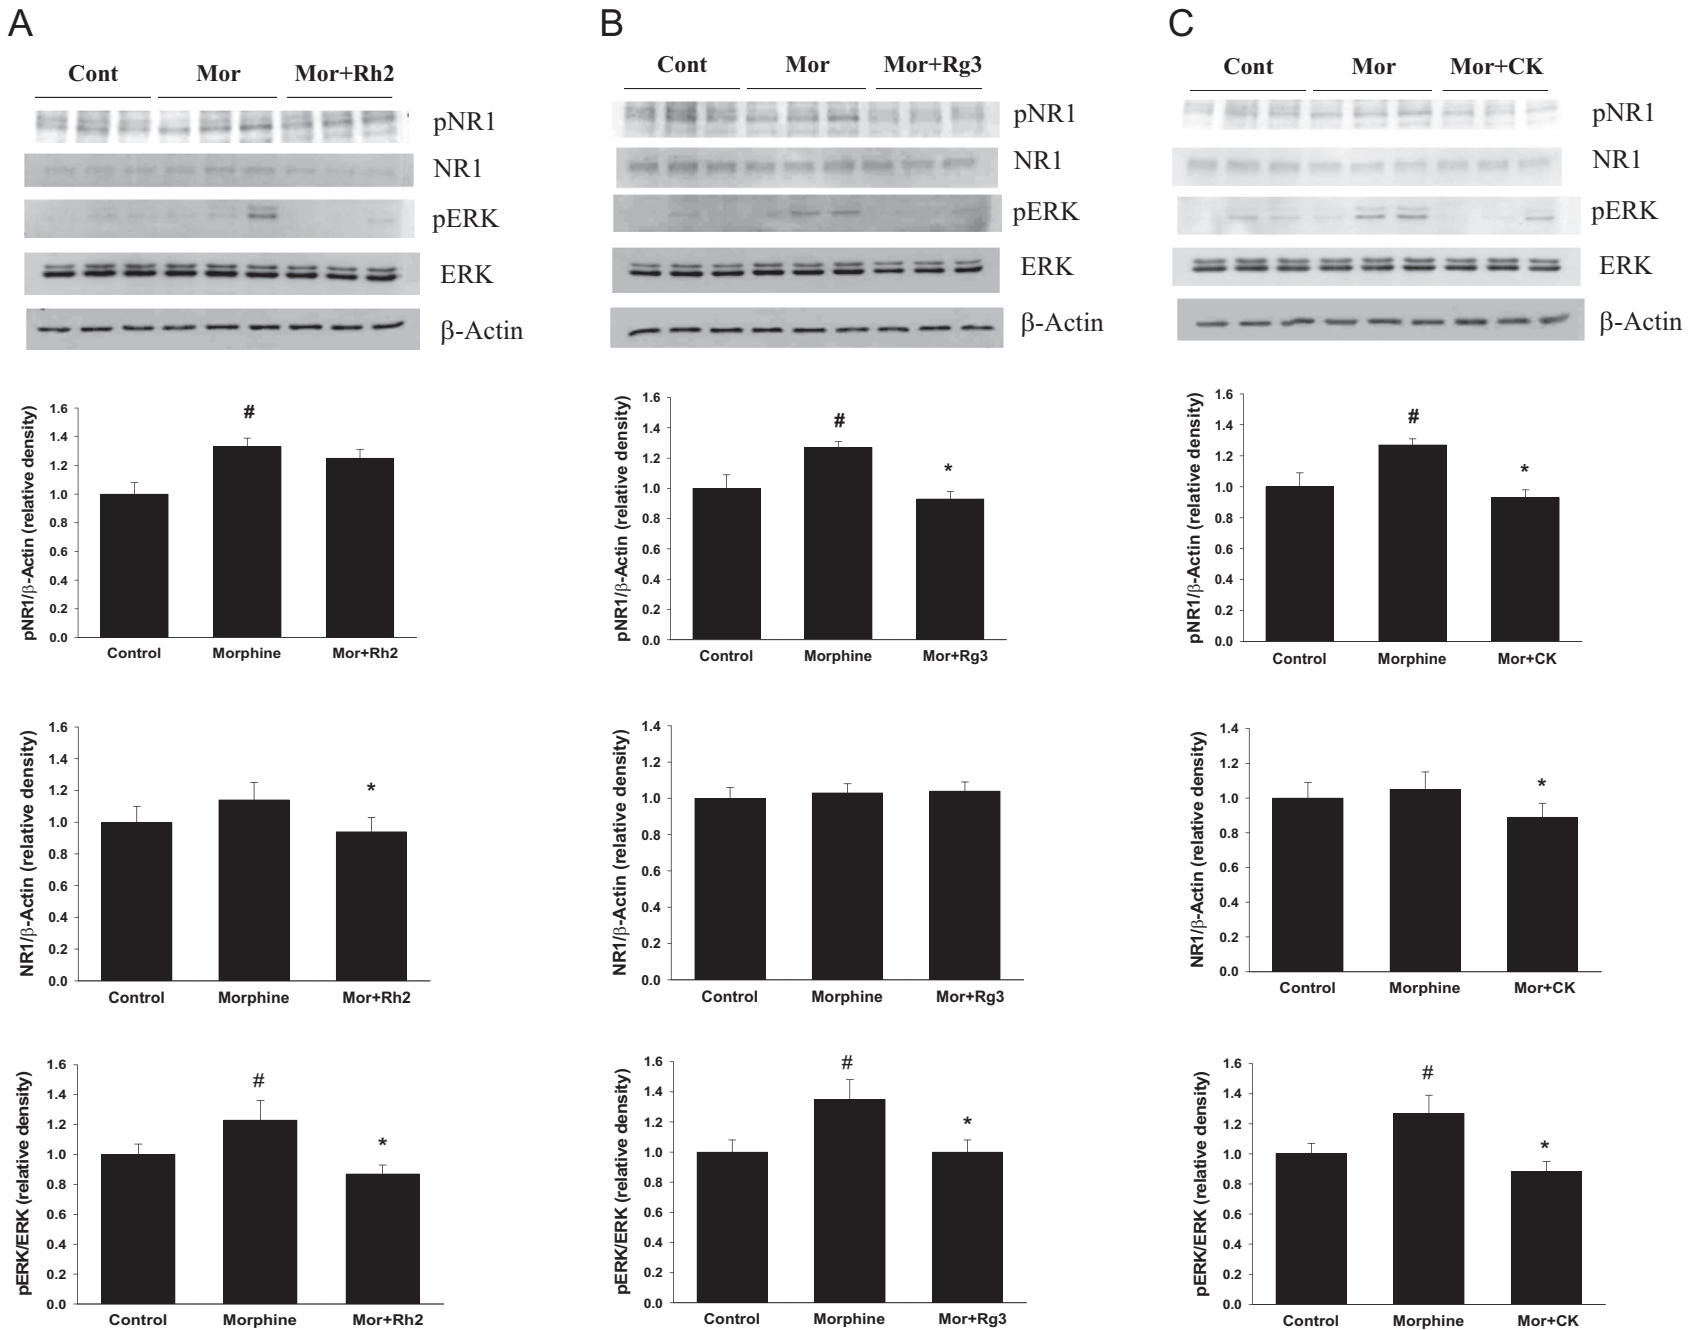 A
Cont Mor Mor+Rh2
pNR1
NR1
pERK
ERK
β-Actin
pNR1/β-Actin (relative density)
1.6
1.4
1.2
1.0
0.8
0.6
0.4
0.2
0.0
#
Control Morphine Mor+Rh2
NR1/β-Actin (relative density)
1.6
1.4
1.2
1.0
0.8
0.6
0.4
0.2
0.0
*
Control Morphine Mor+Rh2
pERK/ERK (relative density)
1.6
1.4
1.2
1.0
0.8
0.6
0.4
0.2
0.0
#
*
Control Morphine Mor+Rh2
B
Cont Mor Mor+Rg3
pNR1
NR1
pERK
ERK
β-Actin
pNR1/β-Actin (relative density)
1.6
1.4
1.2
1.0
0.8
0.6
0.4
0.2
0.0
#
*
Control Morphine Mor+Rg3
NR1/β-Actin (relative density)
1.4
1.2
1.0
0.8
0.6
0.4
0.2
0.0
Control Morphine Mor+Rg3
pERK/ERK (relative density)
1.6
1.4
1.2
1.0
0.8
0.6
0.4
0.2
0.0
#
*
Control Morphine Mor+Rg3
C
Cont Mor Mor+CK
pNR1
NR1
pERK
ERK
β-Actin
pNR1/β-Actin (relative density)
1.6
1.4
1.2
1.0
0.8
0.6
0.4
0.2
0.0
#
*
Control Morphine Mor+CK
NR1/β-Actin (relative density)
1.4
1.2
1.0
0.8
0.6
0.4
0.2
0.0
*
Control Morphine Mor+CK
pERK/ERK (relative density)
1.6
1.4
1.2
1.0
0.8
0.6
0.4
0.2
0.0
#
*
Control Morphine Mor+CK